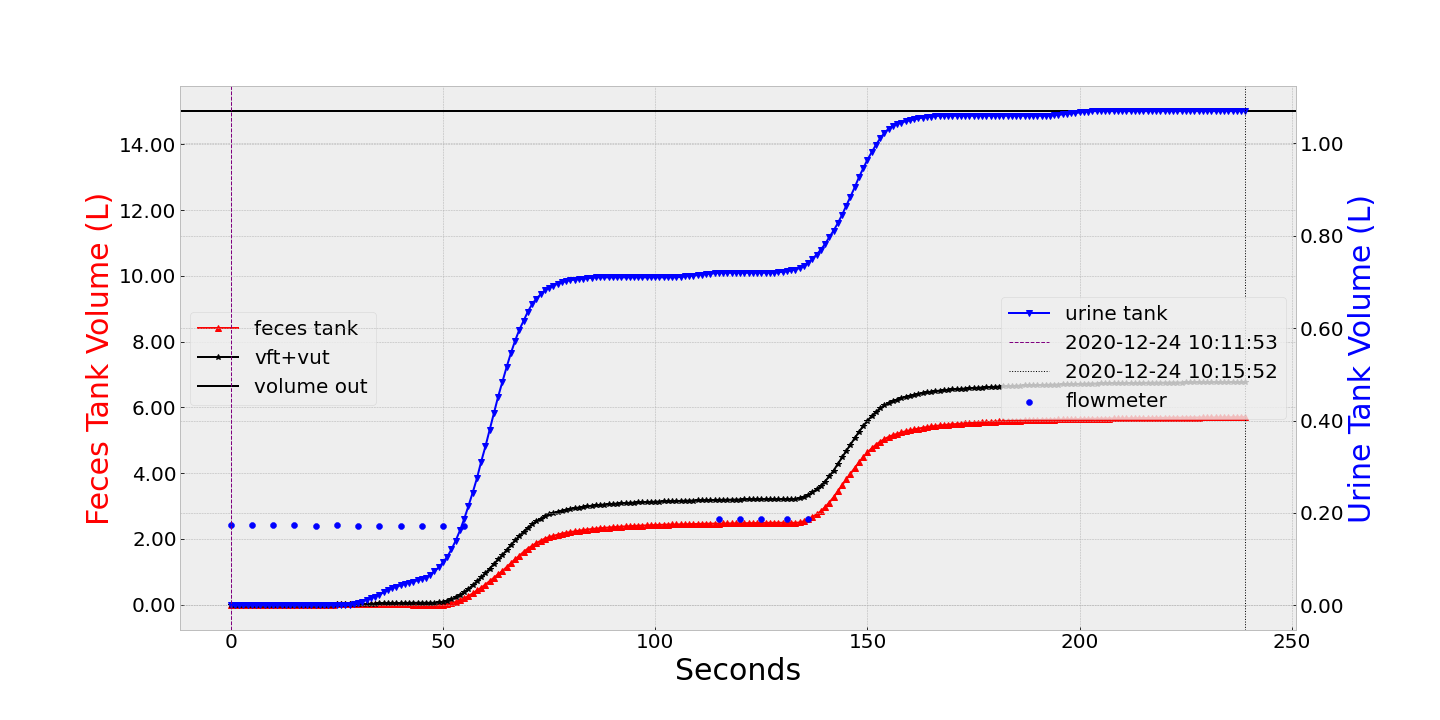 14.00
12.00
10.00
8.00
6.00
4.00
2.00
0.00
Feces Tank Volume (L)
feces tank
vft+vut
volume out
urine tank
2020-12-24 10:11:53
2020-12-24 10:15:52
flowmeter
1.00
0.80
0.60
0.40
0.20
0.00
Urine Tank Volume (L)
0 50 100 150 200 250
Seconds